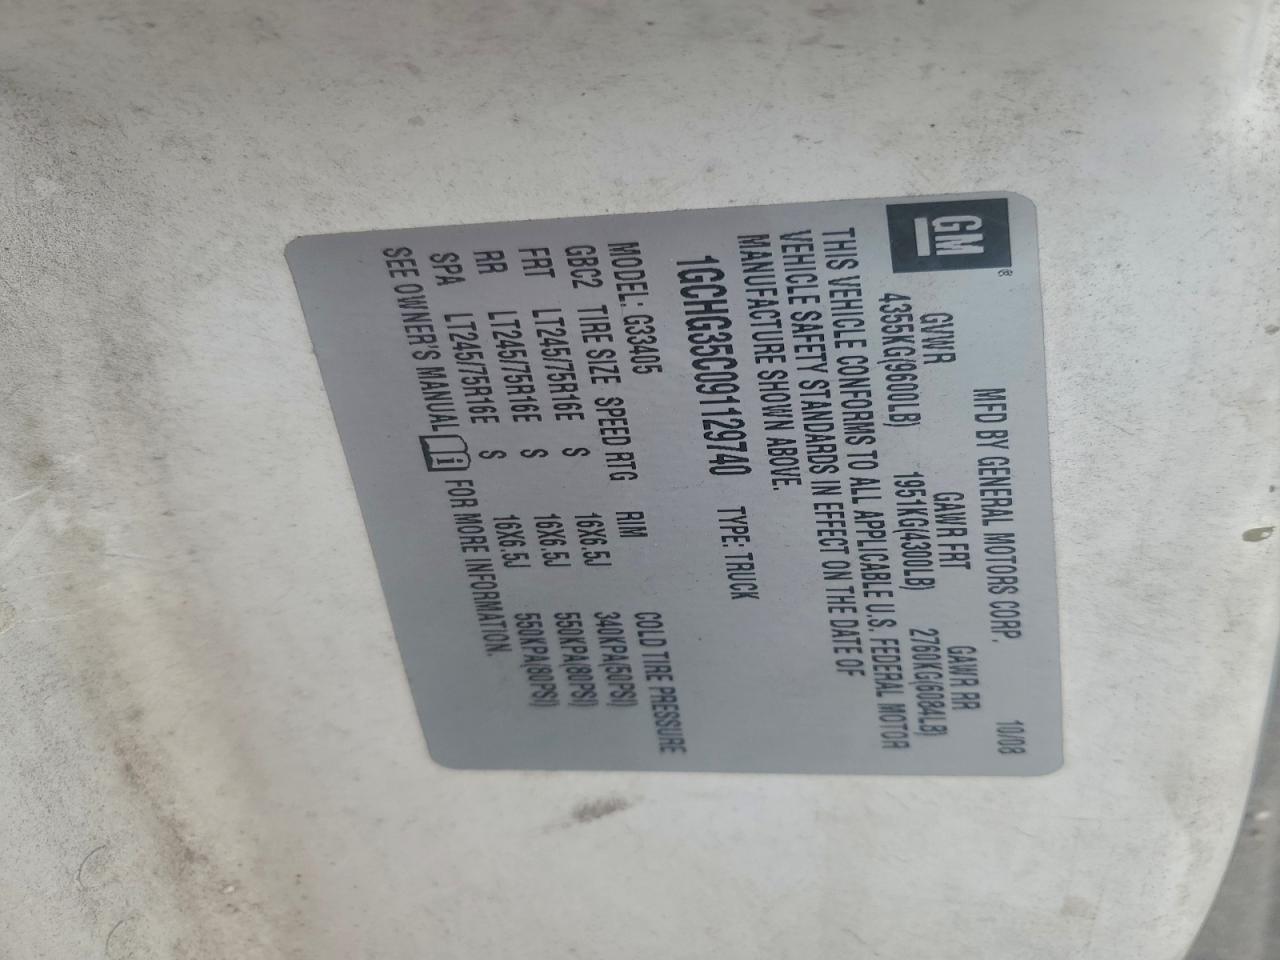 GM®
MFD BY GENERAL MOTORS CORP. 10/08
GVWR GAWR FRT GAWR RR
4355KG(9600LB) 1951KG(4300LB) 2760KG(6084LB)
THIS VEHICLE CONFORMS TO ALL APPLICABLE U.S. FEDERAL MOTOR
VEHICLE SAFETY STANDARDS IN EFFECT ON THE DATE OF
MANUFACTURE SHOWN ABOVE.
1GCHG35C091129740 TYPE: TRUCK
MODEL: G33405
GBC2 TIRE SIZE SPEED RTG RIM COLD TIRE PRESSURE
FRT LT245/75R16E S 16X6.5J 340KPA(50PSI)
RR LT245/75R16E S 16X6.5J 550KPA(80PSI)
SPA LT245/75R16E S 16X6.5J 550KPA(80PSI)
SEE OWNER'S MANUAL i FOR MORE INFORMATION.